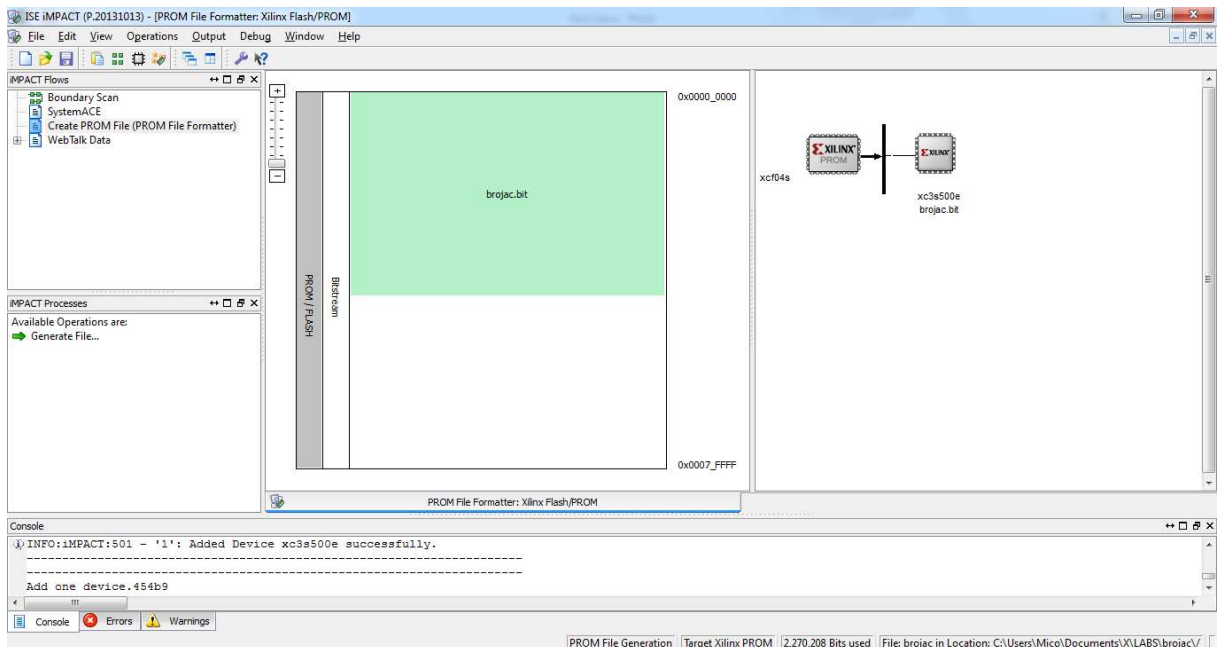 ISE iMPACT (P.20131013) - [PROM File Formatter: Xilinx Flash/PROM]
File Edit View Operations Output Debug Window Help
iMPACT Flows
Boundary Scan
SystemACE
Create PROM File (PROM File Formatter)
WebTalk Data
iMPACT Processes
Available Operations are:
Generate File...
PROM / FLASH
Bitstream
brojac.bit
0x0000_0000
0x0007_FFFF
PROM File Formatter: Xilinx Flash/PROM
XILINX
PROM
xcf04s
XILINX
xc3s500e
brojac.bit
Console
INFO:iMPACT:501 - '1': Added Device xc3s500e successfully.
----------------------------------------------------------------------
----------------------------------------------------------------------
Add one device.454b9
Console Errors Warnings
PROM File Generation Target Xilinx PROM 2,270,208 Bits used File: brojac in Location: C:\Users\Mico\Documents\X\LABS\brojac\/